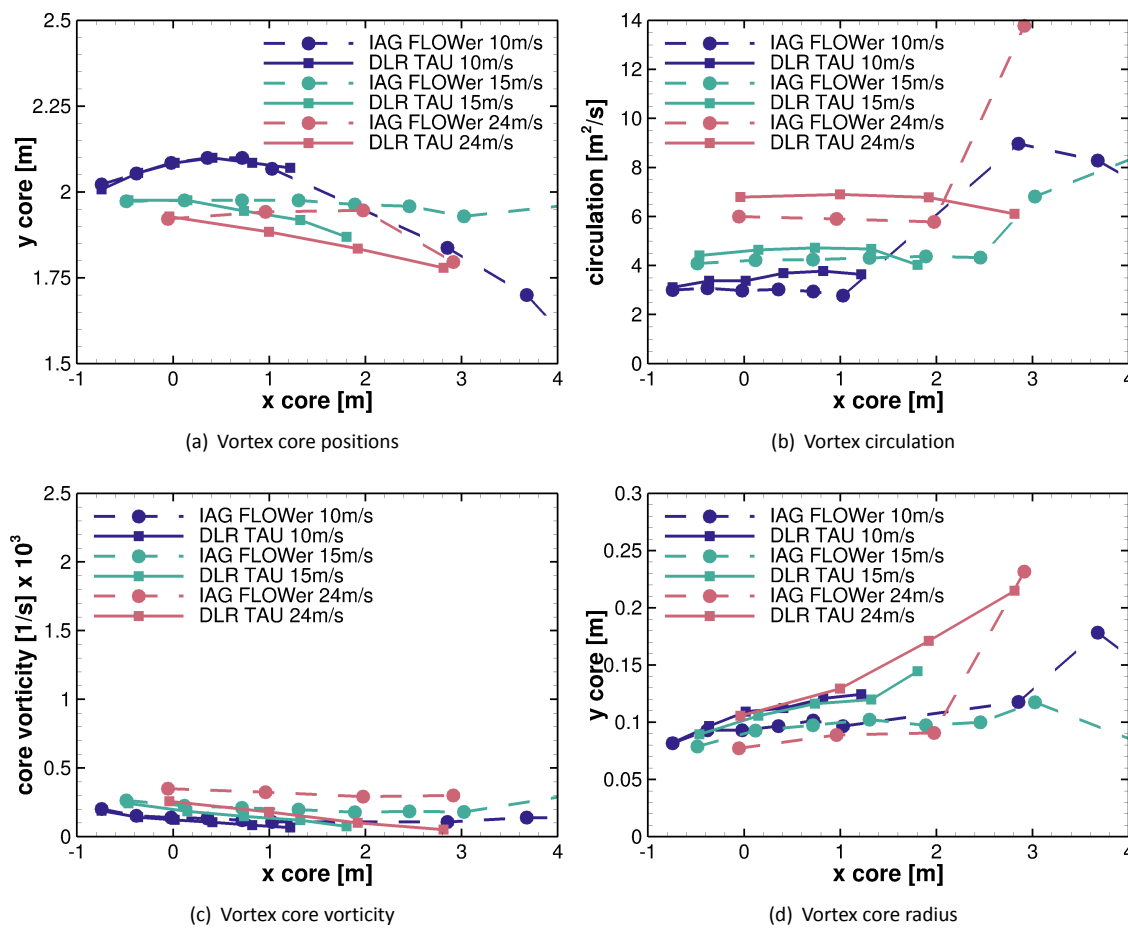 2.5
2.25
2
1.75
1.5
y core [m]
IAG FLOWer 10m/s
DLR TAU 10m/s
IAG FLOWer 15m/s
DLR TAU 15m/s
IAG FLOWer 24m/s
DLR TAU 24m/s
-1 0 1 2 3 4
x core [m]
(a) Vortex core positions
14
12
10
8
6
4
2
0
circulation [m²/s]
IAG FLOWer 10m/s
DLR TAU 10m/s
IAG FLOWer 15m/s
DLR TAU 15m/s
IAG FLOWer 24m/s
DLR TAU 24m/s
-1 0 1 2 3 4
x core [m]
(b) Vortex circulation
2.5
2
1.5
1
0.5
0
core vorticity [1/s] x 10³
IAG FLOWer 10m/s
DLR TAU 10m/s
IAG FLOWer 15m/s
DLR TAU 15m/s
IAG FLOWer 24m/s
DLR TAU 24m/s
-1 0 1 2 3 4
x core [m]
(c) Vortex core vorticity
0.3
0.25
0.2
0.15
0.1
0.05
0
y core [m]
IAG FLOWer 10m/s
DLR TAU 10m/s
IAG FLOWer 15m/s
DLR TAU 15m/s
IAG FLOWer 24m/s
DLR TAU 24m/s
-1 0 1 2 3 4
x core [m]
(d) Vortex core radius